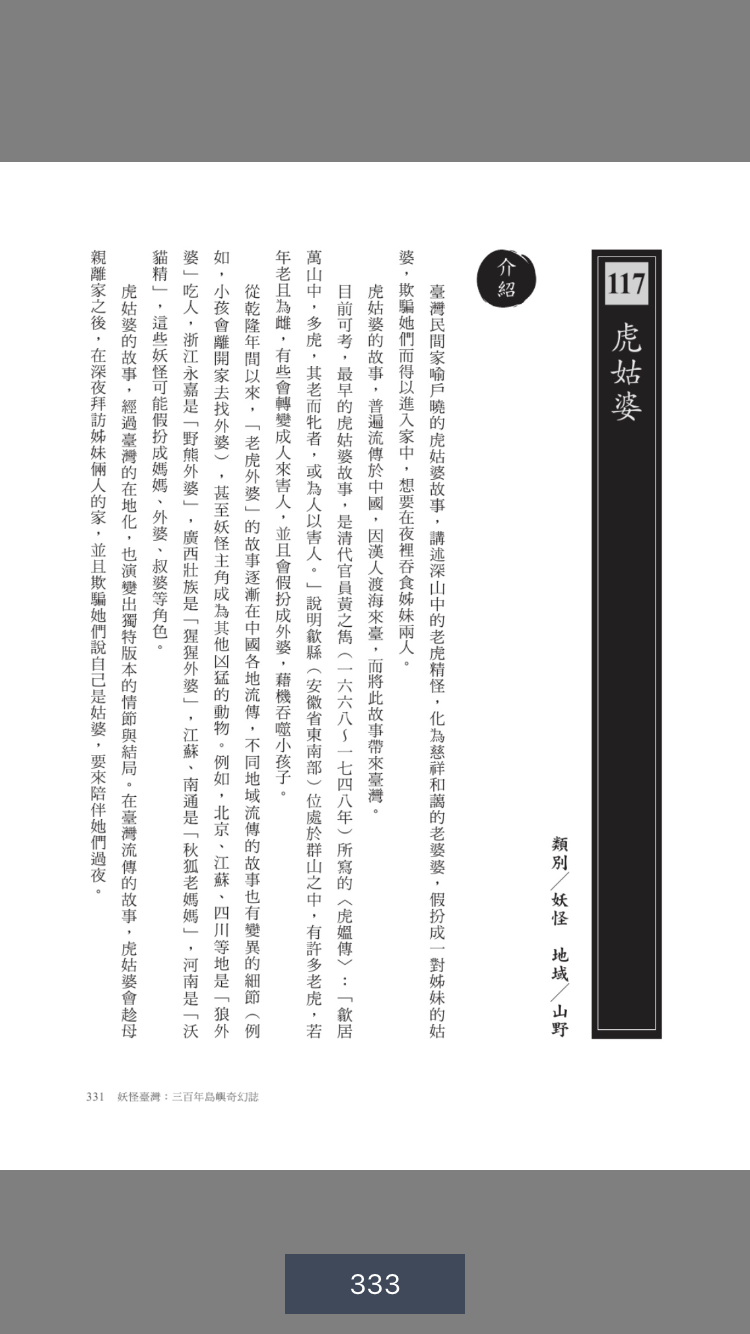 117 虎姑婆
類別／妖怪　地域／山野
介紹
臺灣民間家喻戶曉的虎姑婆故事，講述深山中的老虎精怪，化為慈祥和藹的老婆婆，假扮成一對姊妹的姑
婆，欺騙她們而得以進入家中，想要在夜裡吞食姊妹兩人。
虎姑婆的故事，普遍流傳於中國，因漢人渡海來臺，而將此故事帶來臺灣。
目前可考，最早的虎姑婆故事，是清代官員黃之雋（一六六八～一七四八年）所寫的〈虎媼傳〉：「歙居
萬山中，多虎，其老而牝者，或為人以害人。」說明歙縣（安徽省東南部）位處於群山之中，有許多老虎，若
年老且為雌，有些會轉變成人來害人，並且會假扮成外婆，藉機吞噬小孩子。
從乾隆年間以來，「老虎外婆」的故事逐漸在中國各地流傳，不同地域流傳的故事也有變異的細節（例
如，小孩會離開家去找外婆），甚至妖怪主角成為其他凶猛的動物。例如，北京、江蘇、四川等地是「狼外
婆」吃人，浙江永嘉是「野熊外婆」，廣西壯族是「猩猩外婆」，江蘇、南通是「秋狐老媽媽」，河南是「沃
貓精」，這些妖怪可能假扮成媽媽、外婆、叔婆等角色。
虎姑婆的故事，經過臺灣的在地化，也演變出獨特版本的情節與結局。在臺灣流傳的故事，虎姑婆會趁母
親離家之後，在深夜拜訪姊妹倆人的家，並且欺騙她們說自己是姑婆，要來陪伴她們過夜。
331　妖怪臺灣：三百年島嶼奇幻誌
333